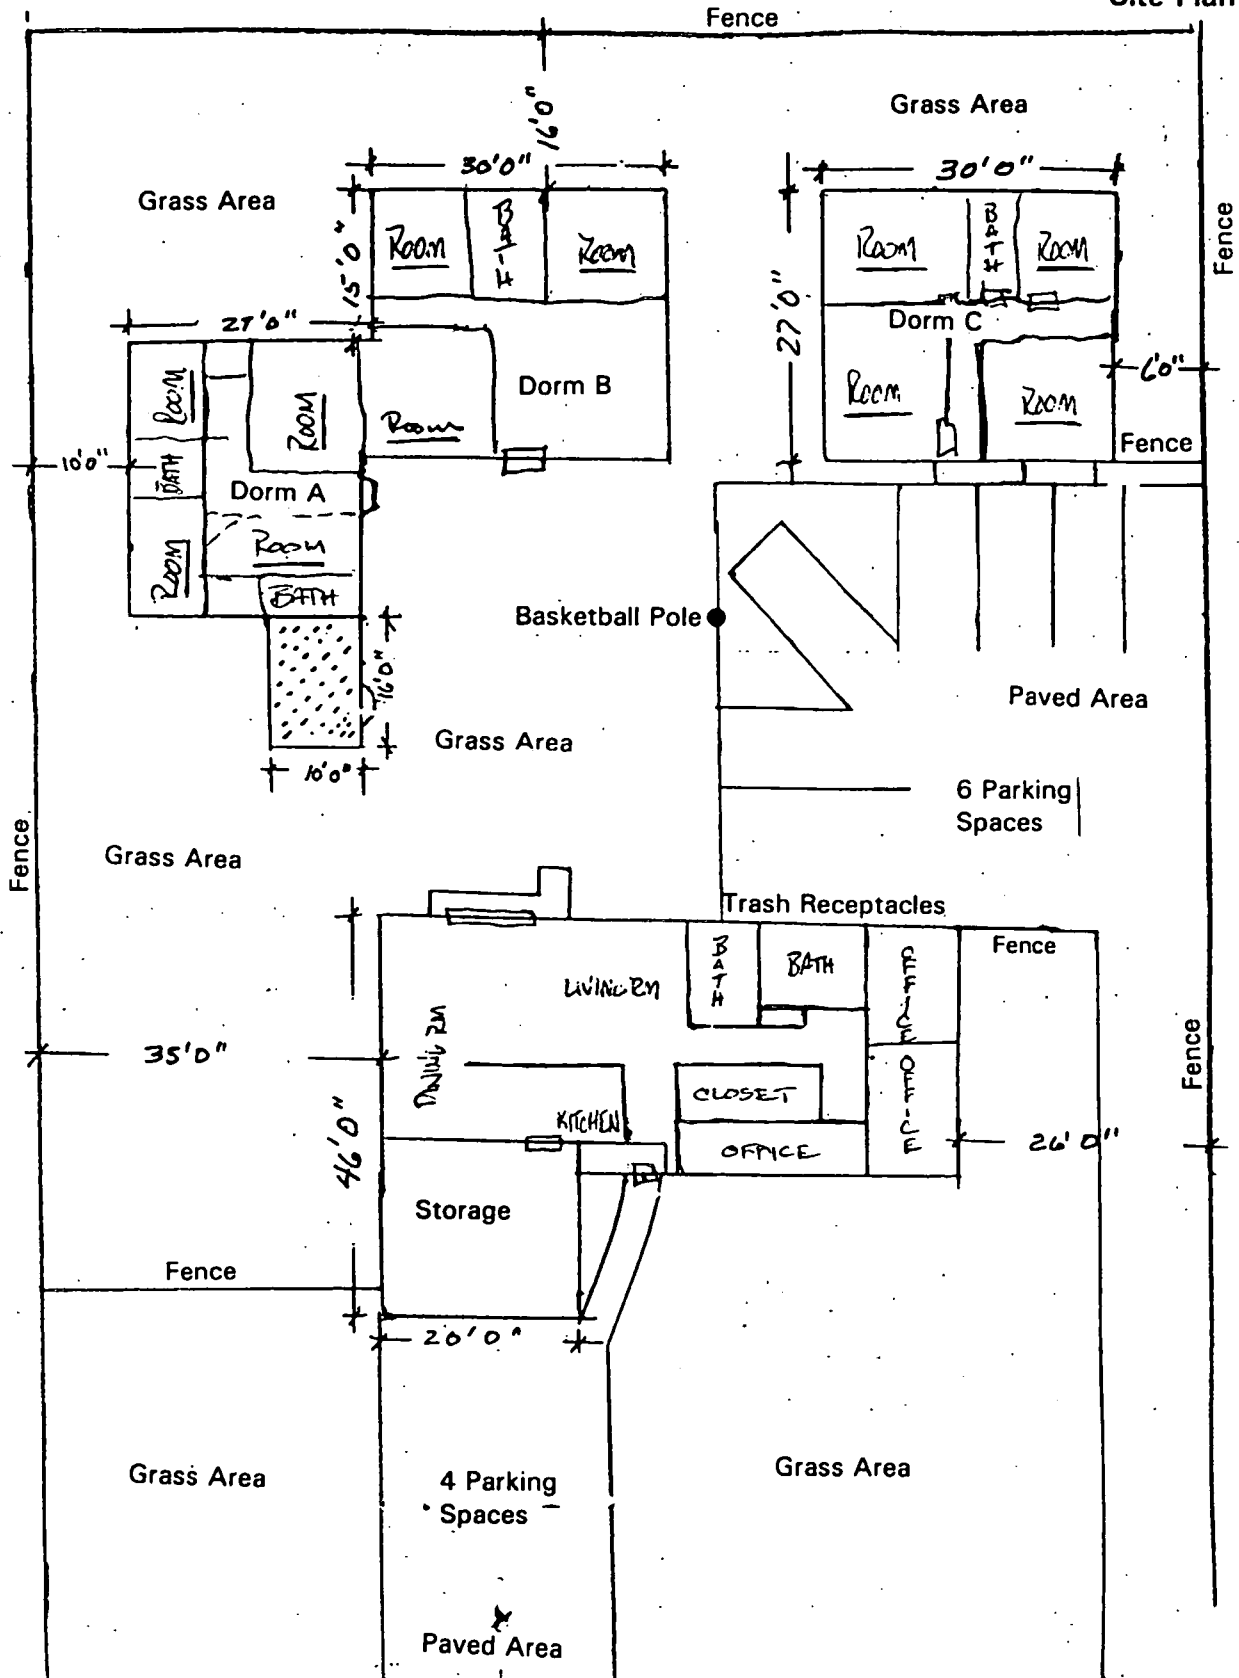 Site Plan
Fence
16'0"
Grass Area
30'0"
30'0"
Grass Area
15'0"
ROOM
BATH
ROOM
ROOM
BATH
ROOM
Fence
27'0"
27'0"
Dorm C
ROOM
ROOM
Dorm B
ROOM
ROOM
ROOM
6'0"
Fence
10'0"
BATH
Dorm A
ROOM
ROOM
BATH
Basketball Pole
16'0"
Paved Area
Grass Area
10'0"
6 Parking
Spaces
Fence
Grass Area
Trash Receptacles
Fence
BATH
BATH
OFFICE
LIVING RM
DINING RM
35'0"
Fence
OFFICE
CLOSET
KITCHEN
OFFICE
26'0"
46'0"
Storage
Fence
20'0"
Grass Area
4 Parking
Spaces
Grass Area
Paved Area